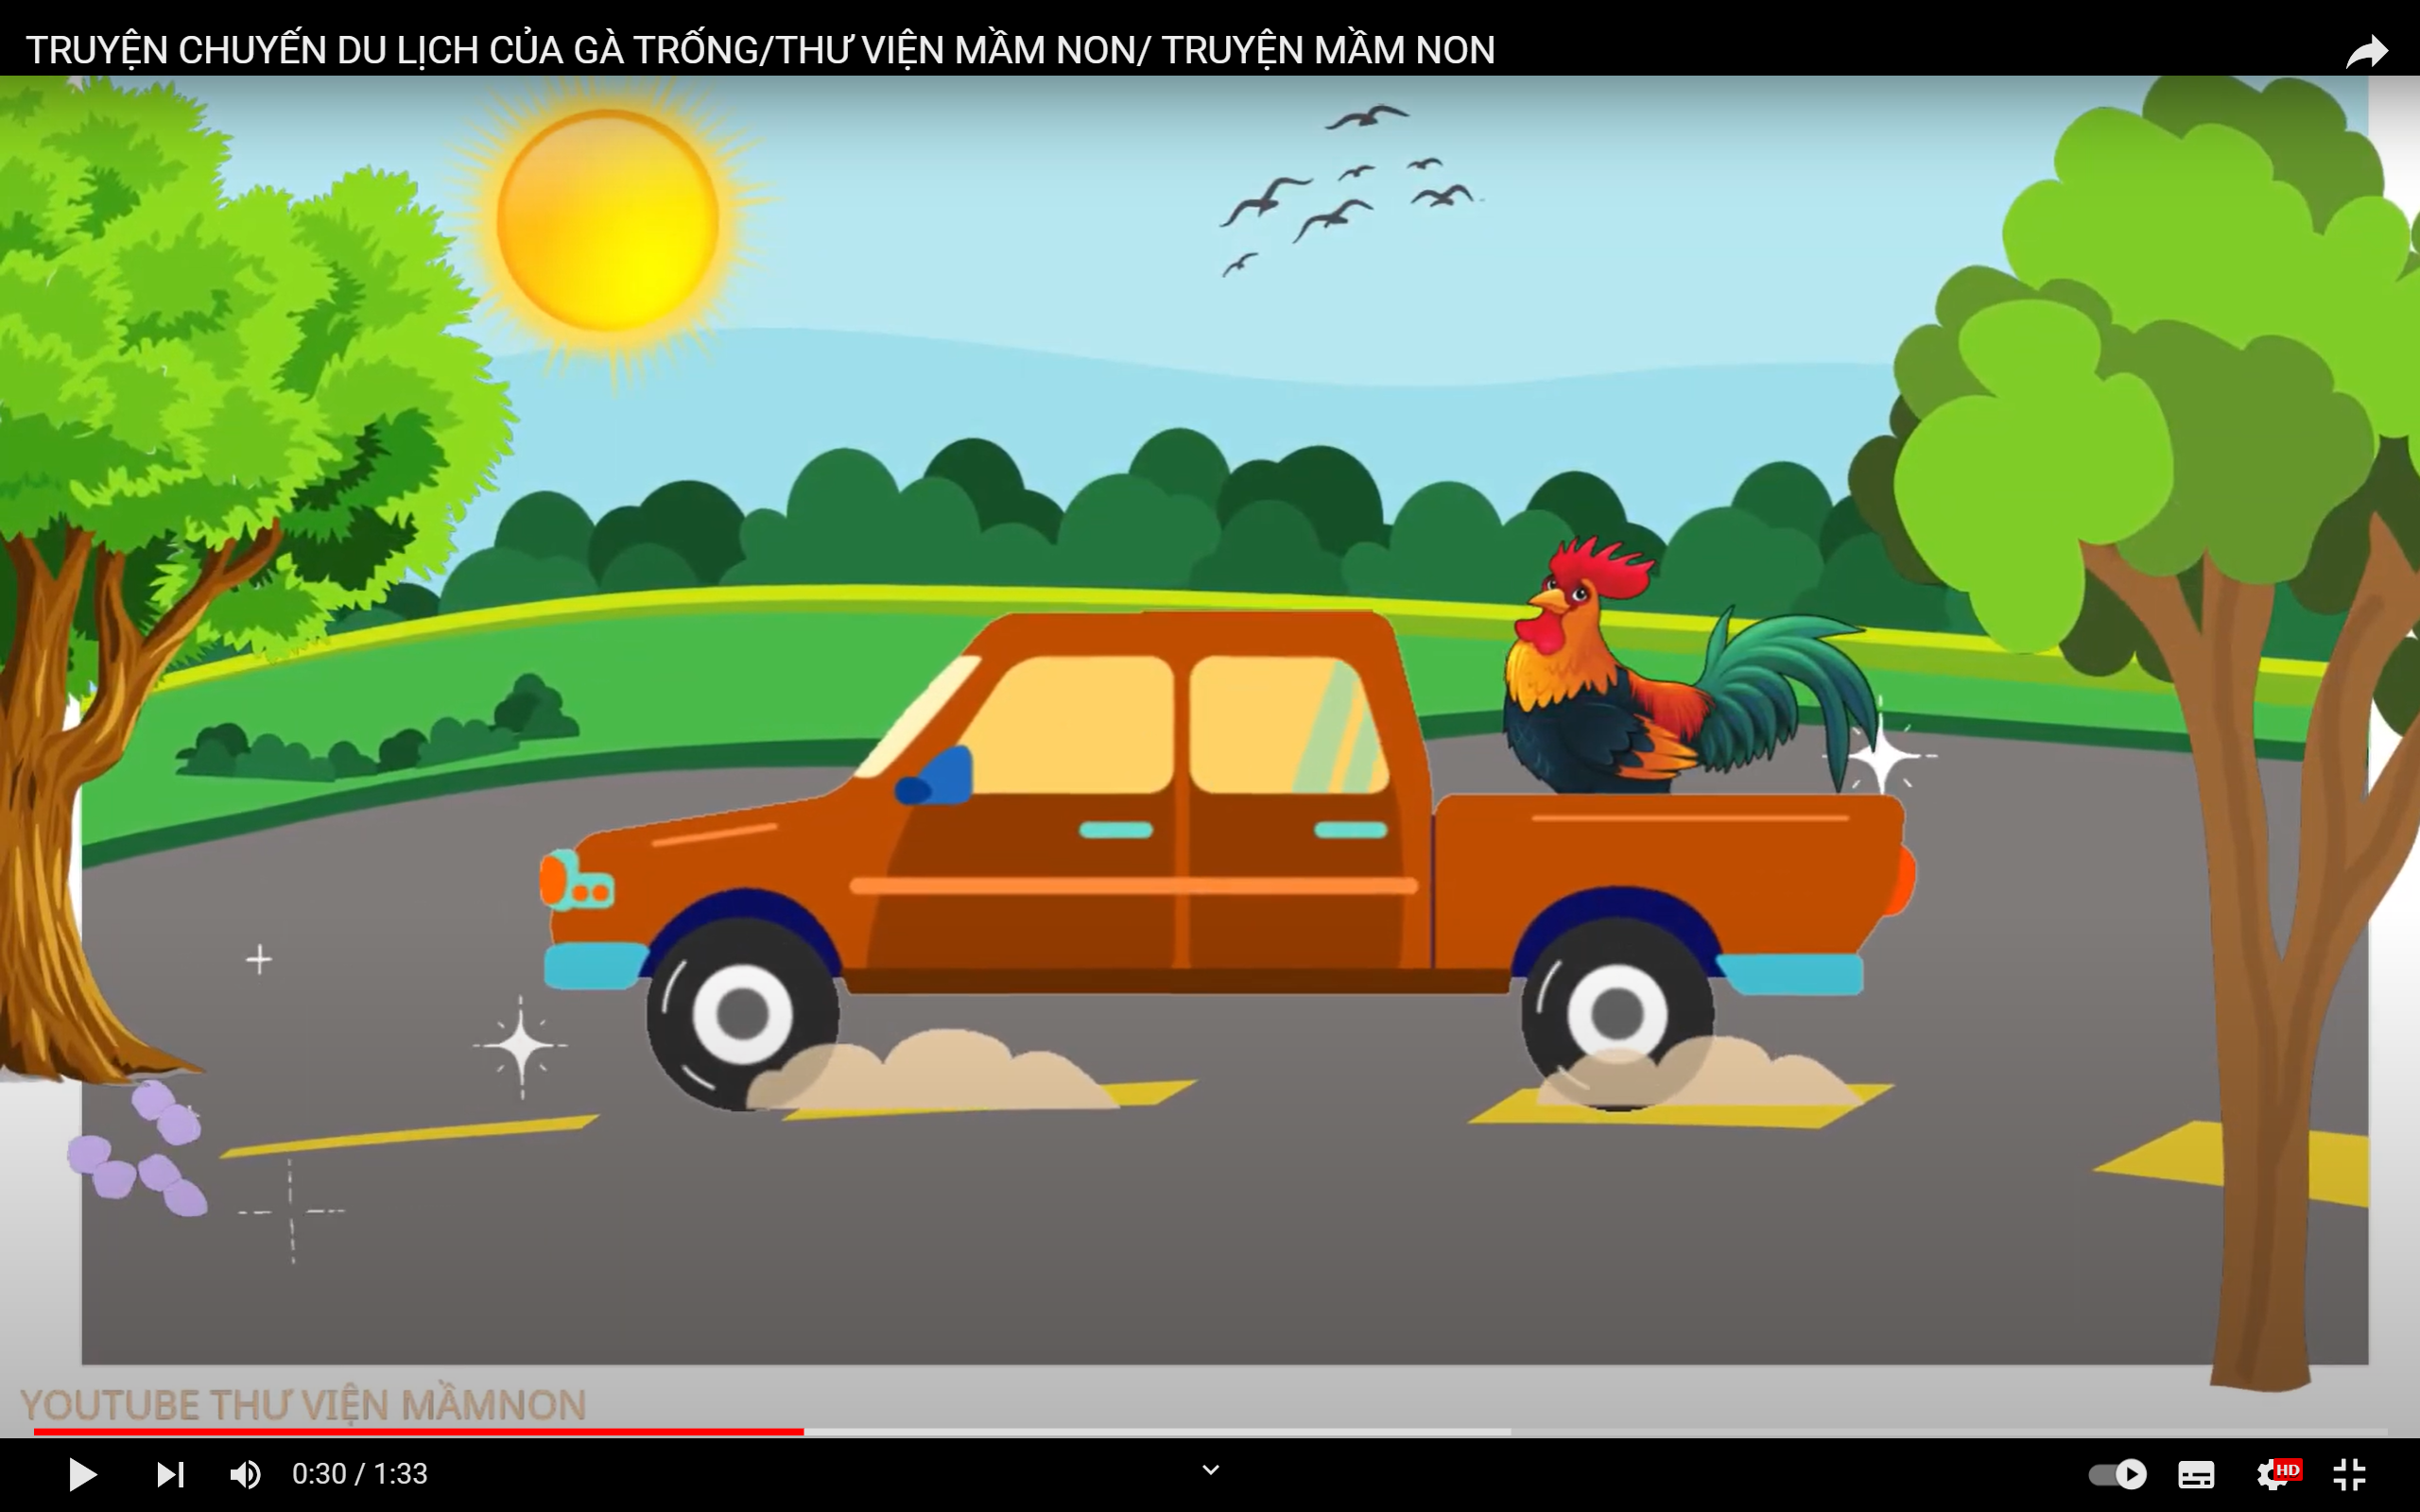 TRUYỆN CHUYẾN DU LỊCH CỦA GÀ TRỐNG/THƯ VIỆN MẦM NON/ TRUYỆN MẦM NON
YOUTUBE THƯ VIỆN MẦMNON
0:30 / 1:33
HD